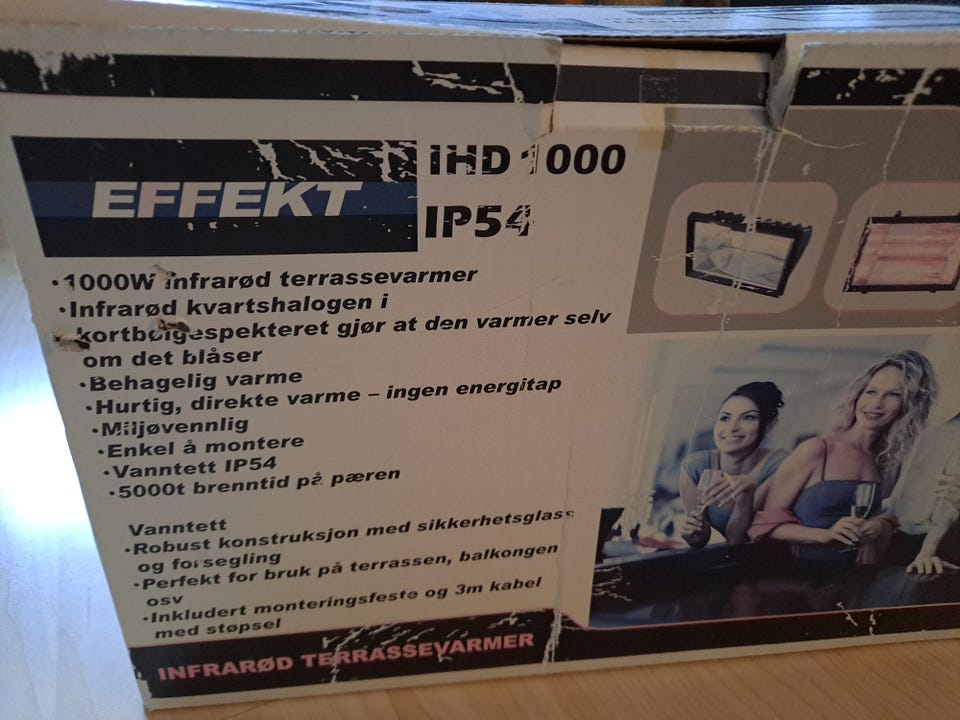 EFFEKT
IHD 1000
IP54
·1000W infrarød terrassevarmer
·Infrarød kvartshalogen i
kortbølgespekteret gjør at den varmer selv
om det blåser
·Behagelig varme
·Hurtig, direkte varme – ingen energitap
·Miljøvennlig
·Enkel å montere
·Vanntett IP54
·5000t brenntid på pæren
Vanntett
·Robust konstruksjon med sikkerhetsglass
og forsegling
·Perfekt for bruk på terrassen, balkongen
osv
·Inkludert monteringsfeste og 3m kabel
med støpsel
INFRARØD TERRASSEVARMER